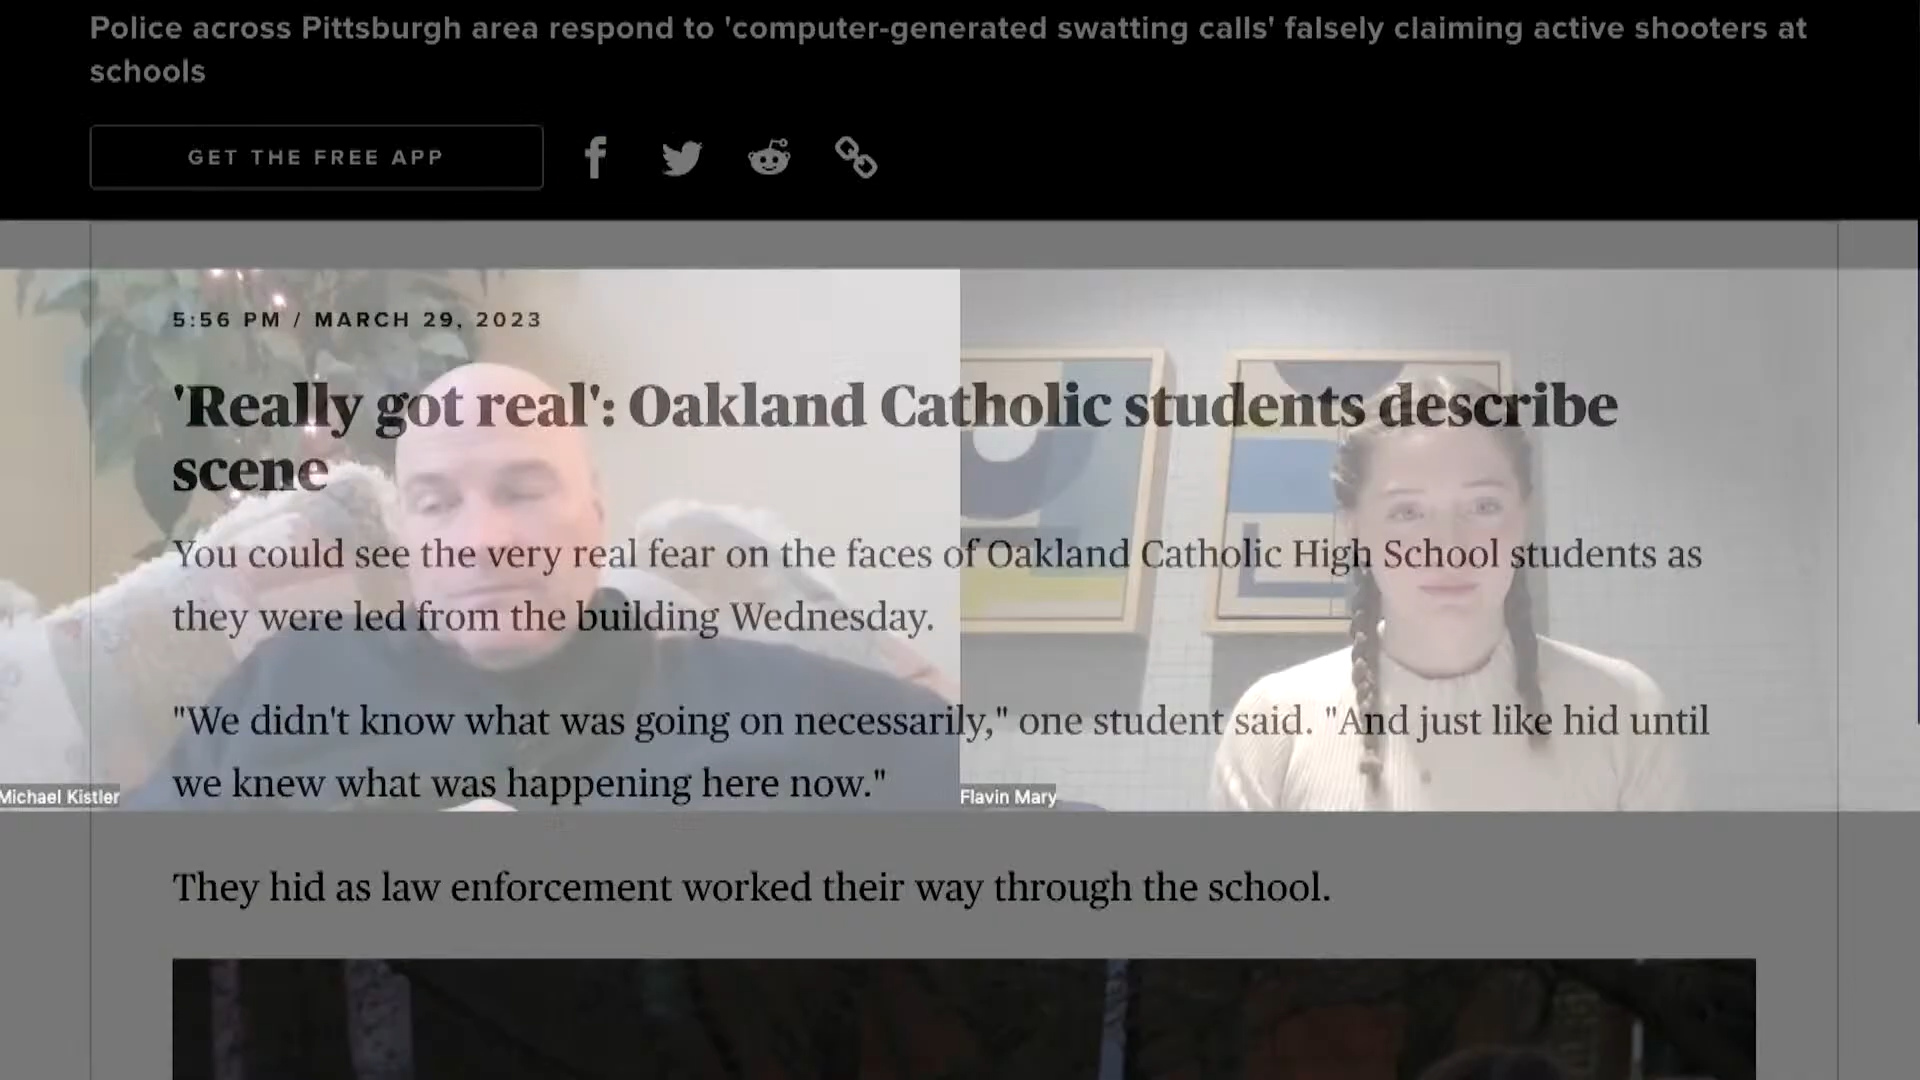 Police across Pittsburgh area respond to 'computer-generated swatting calls' falsely claiming active shooters at
schools
GET THE FREE APP
5:56 PM / MARCH 29, 2023
'Really got real': Oakland Catholic students describe
scene
You could see the very real fear on the faces of Oakland Catholic High School students as
they were led from the building Wednesday.
"We didn't know what was going on necessarily," one student said. "And just like hid until
we knew what was happening here now."
Michael Kistler
Flavin Mary
They hid as law enforcement worked their way through the school.